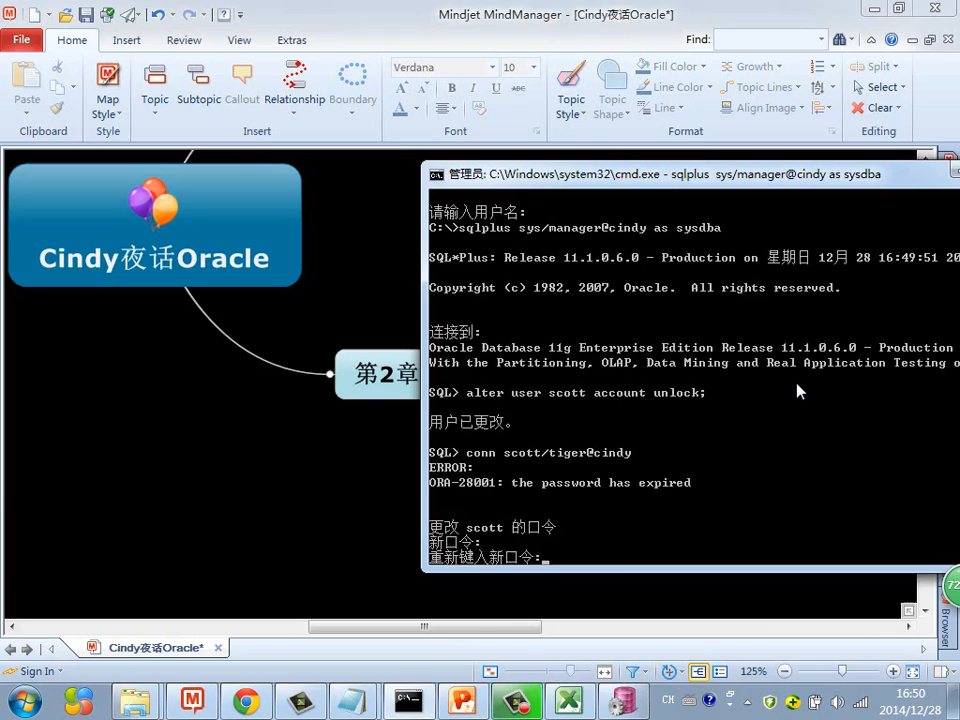 Mindjet MindManager - [Cindy夜话Oracle*]
File
Home
Insert
Review
View
Extras
Find:
Paste
Clipboard
Map Style
Style
Topic
Subtopic
Callout
Relationship
Boundary
Insert
Verdana
10
Font
Topic Style
Topic Shape
Fill Color
Line Color
Line
Growth
Topic Lines
Align Image
Format
Split
Select
Clear
Editing
Cindy夜话Oracle
第2章
管理员: C:\Windows\system32\cmd.exe - sqlplus sys/manager@cindy as sysdba
请输入用户名:
C:\>sqlplus sys/manager@cindy as sysdba
SQL*Plus: Release 11.1.0.6.0 - Production on 星期日 12月 28 16:49:51 20
Copyright (c) 1982, 2007, Oracle. All rights reserved.
连接到:
Oracle Database 11g Enterprise Edition Release 11.1.0.6.0 - Production
With the Partitioning, OLAP, Data Mining and Real Application Testing o
SQL> alter user scott account unlock;
用户已更改。
SQL> conn scott/tiger@cindy
ERROR:
ORA-28001: the password has expired
更改 scott 的口令
新口令:
重新键入新口令:
72
Browser
Cindy夜话Oracle*
Sign In
125%
CH
16:50
2014/12/28